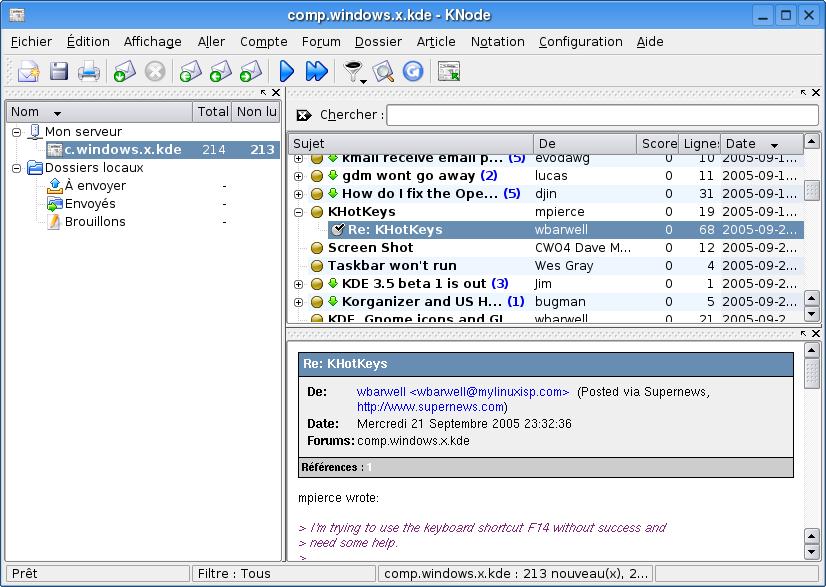 comp.windows.x.kde - KNode
Fichier Édition Affichage Aller Compte Forum Dossier Article Notation Configuration Aide
Nom Total Non lu
Mon serveur
c.windows.x.kde 214 213
Dossiers locaux
À envoyer -
Envoyés -
Brouillons -
Chercher :
Sujet De Score Lignes Date
kmail receive email p... (5) evodawg 0 10 2005-09-1...
gdm wont go away (2) lucas 0 11 2005-09-1...
How do I fix the Ope... (5) djin 0 31 2005-09-1...
KHotKeys mpierce 0 19 2005-09-1...
Re: KHotKeys wbarwell 0 68 2005-09-2...
Screen Shot CWO4 Dave M... 0 12 2005-09-2...
Taskbar won't run Wes Gray 0 4 2005-09-2...
KDE 3.5 beta 1 is out (3) Jim 0 1 2005-09-2...
Korganizer and US H... (1) bugman 0 5 2005-09-2...
KDE, Gnome icons and GI... wbarwell 0 21 2005-09-2...
Re: KHotKeys
De: wbarwell <wbarwell@mylinuxisp.com> (Posted via Supernews,
http://www.supernews.com)
Date: Mercredi 21 Septembre 2005 23:32:36
Forums: comp.windows.x.kde
Références : 1
mpierce wrote:
> I'm trying to use the keyboard shortcut F14 without success and
> need some help.
>
Prêt
Filtre : Tous
comp.windows.x.kde : 213 nouveau(x), 2...